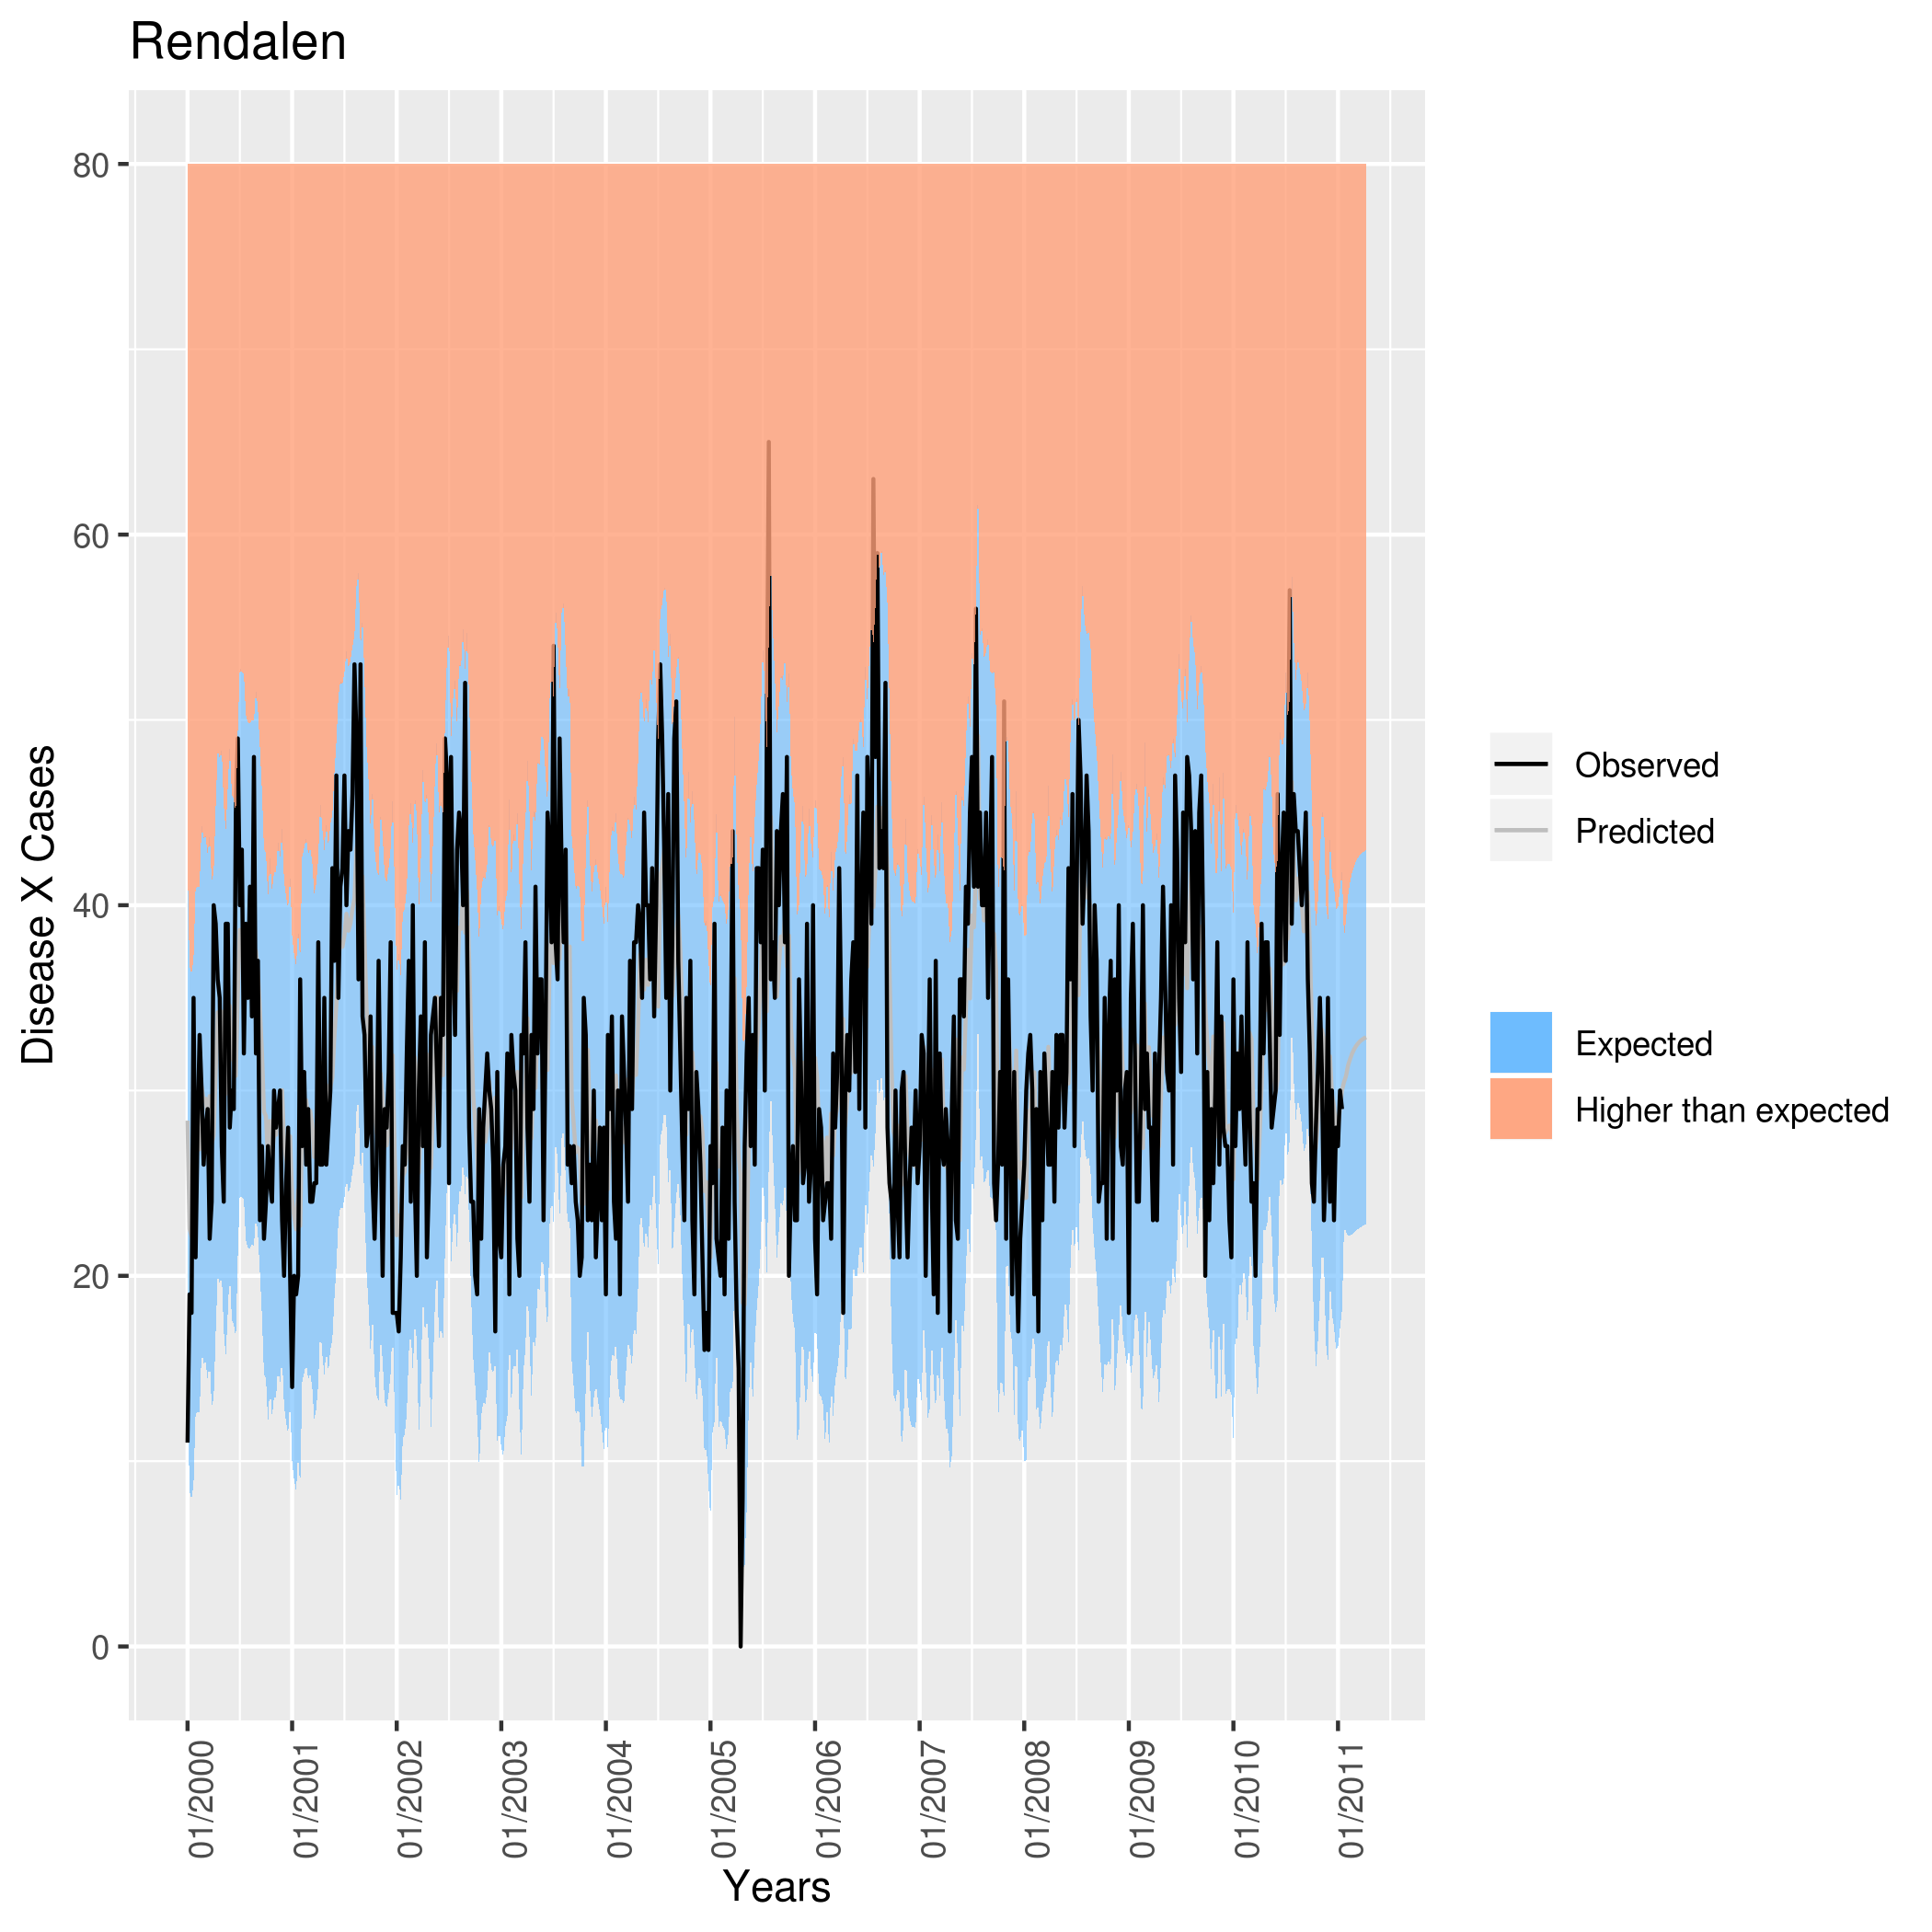 Rendalen
80
60
40
20
0
Disease X Cases
01/2000
01/2001
01/2002
01/2003
01/2004
01/2005
01/2006
01/2007
01/2008
01/2009
01/2010
01/2011
Years
Observed
Predicted
Expected
Higher than expected